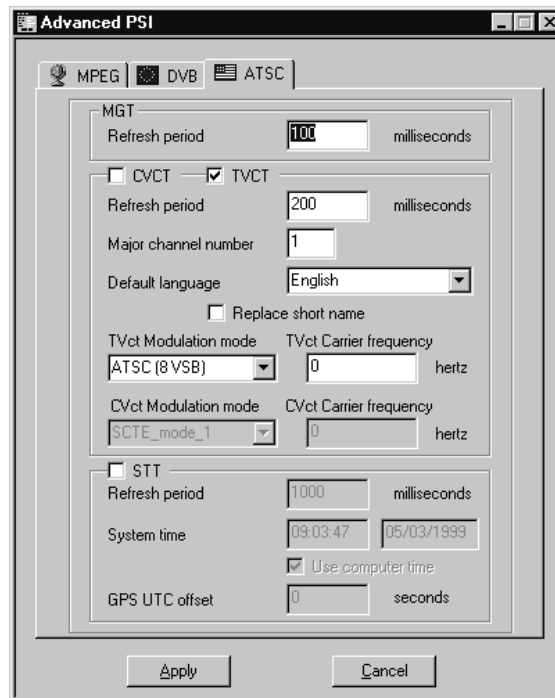 Advanced PSI
MPEG DVB ATSC
MGT
Refresh period 100 milliseconds
CVCT TVCT
Refresh period 200 milliseconds
Major channel number 1
Default language English
Replace short name
TVct Modulation mode TVct Carrier frequency
ATSC (8 VSB) 0 hertz
CVct Modulation mode CVct Carrier frequency
SCTE_mode_1 0 hertz
STT
Refresh period 1000 milliseconds
System time 09:03:47 05/03/1999
Use computer time
GPS UTC offset 0 seconds
Apply Cancel